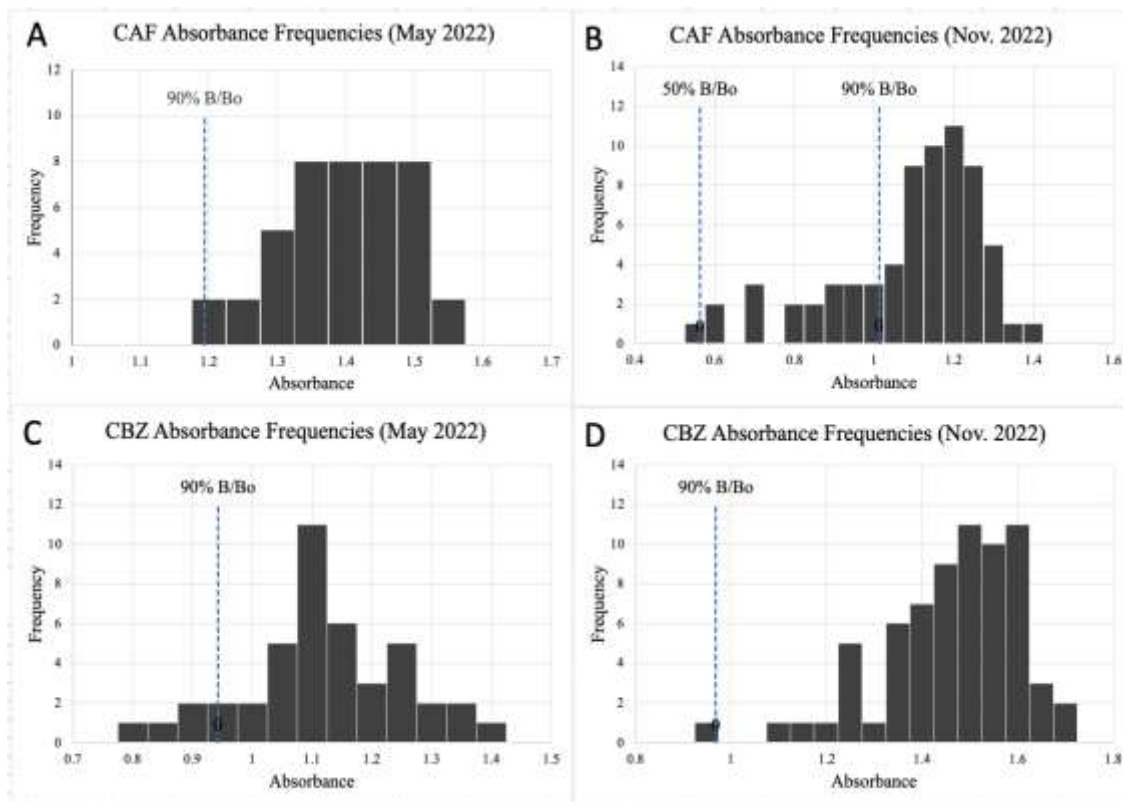 A
CAF Absorbance Frequencies (May 2022)
12
10
8
6
4
2
0
Frequency
90% B/Bo
1
1.1
1.2
1.3
1.4
1.5
1.6
1.7
Absorbance
B
CAF Absorbance Frequencies (Nov. 2022)
14
12
10
8
6
4
2
0
Frequency
50% B/Bo
90% B/Bo
0.4
0.6
0.8
1
1.2
1.4
1.6
Absorbance
C
CBZ Absorbance Frequencies (May 2022)
14
12
10
8
6
4
2
0
Frequency
90% B/Bo
0.7
0.8
0.9
1
1.1
1.2
1.3
1.4
1.5
Absorbance
D
CBZ Absorbance Frequencies (Nov. 2022)
14
12
10
8
6
4
2
0
Frequency
90% B/Bo
0.8
1
1.2
1.4
1.6
1.8
Absorbance